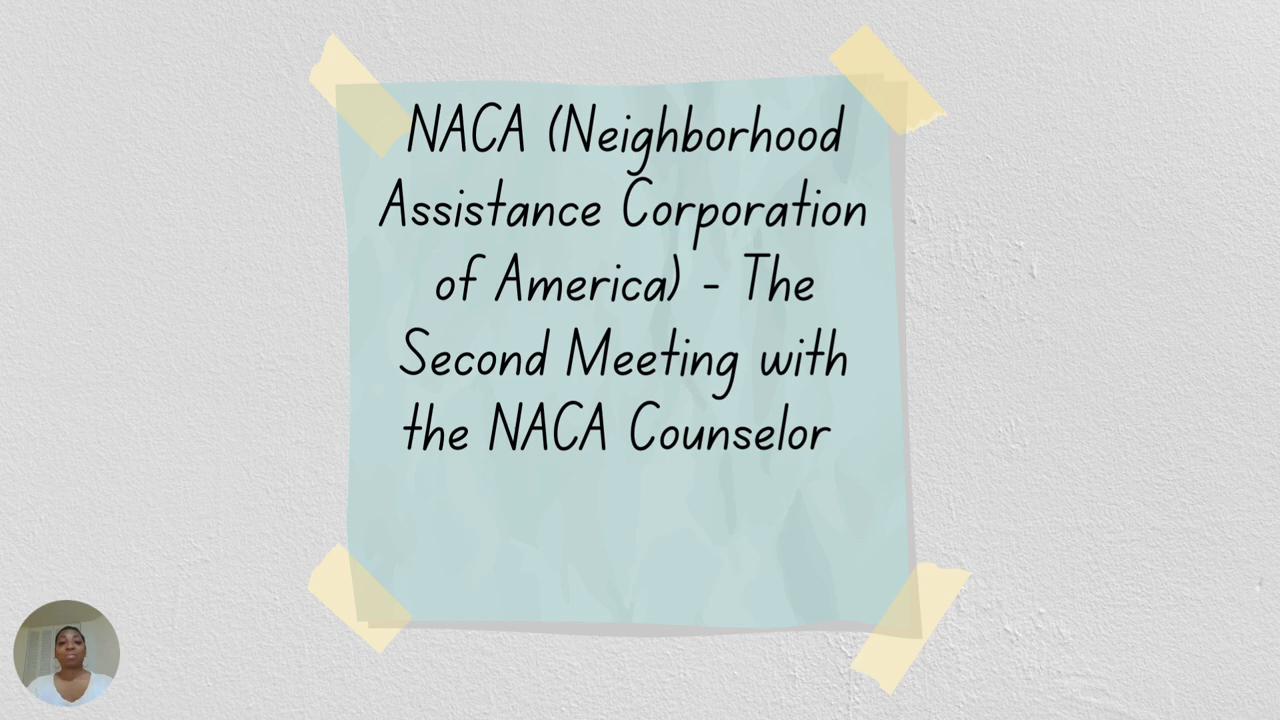 NACA (Neighborhood
Assistance Corporation
of America) - The
Second Meeting with
the NACA Counselor